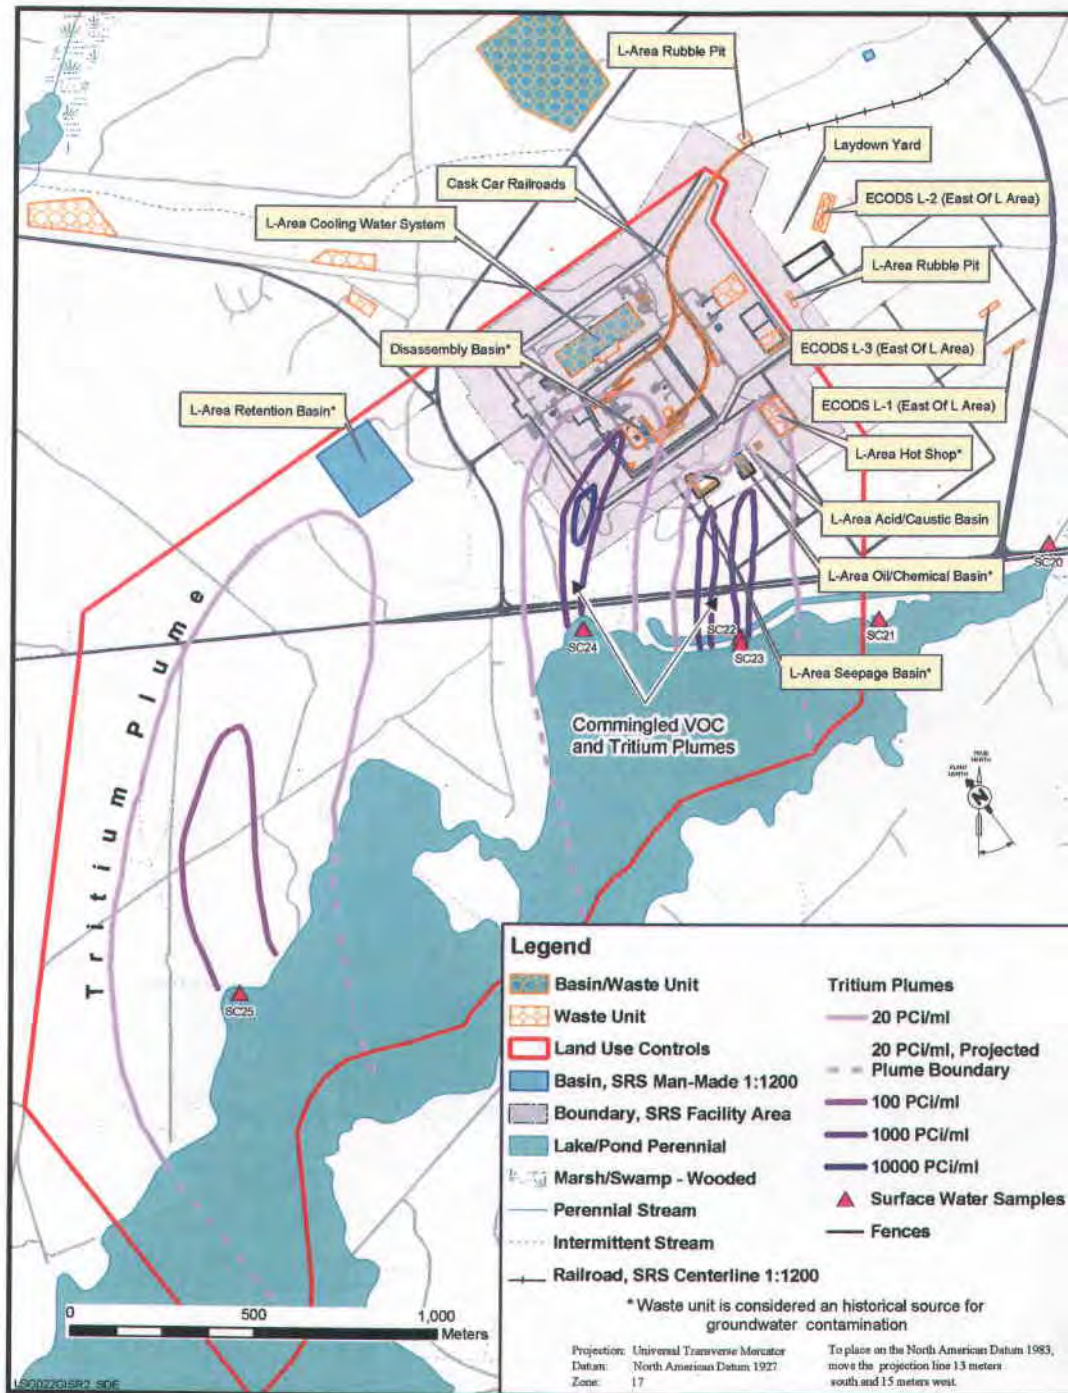 L-Area Rubble Pit
Laydown Yard
Cask Car Railroads
ECODS L-2 (East Of L Area)
L-Area Cooling Water System
L-Area Rubble Pit
Disassembly Basin*
ECODS L-3 (East Of L Area)
L-Area Retention Basin*
ECODS L-1 (East Of L Area)
L-Area Hot Shop*
L-Area Acid/Caustic Basin
SC20
L-Area Oil/Chemical Basin*
SC24
SC22
SC23
SC21
L-Area Seepage Basin*
Commingled VOC
and Tritium Plumes
Tritium Plume
TRUE
NORTH
PLANT
NORTH
N
SC25
Legend
Basin/Waste Unit
Waste Unit
Land Use Controls
Basin, SRS Man-Made 1:1200
Boundary, SRS Facility Area
Lake/Pond Perennial
Marsh/Swamp - Wooded
Perennial Stream
Intermittent Stream
Railroad, SRS Centerline 1:1200
Tritium Plumes
20 PCi/ml
20 PCi/ml, Projected
Plume Boundary
100 PCi/ml
1000 PCi/ml
10000 PCi/ml
Surface Water Samples
Fences
* Waste unit is considered an historical source for
groundwater contamination
0 500 1,000
Meters
Projection: Universal Transverse Mercator
Datum: North American Datum 1927
Zone: 17
To place on the North American Datum 1983,
move the projection line 13 meters
south and 15 meters west.